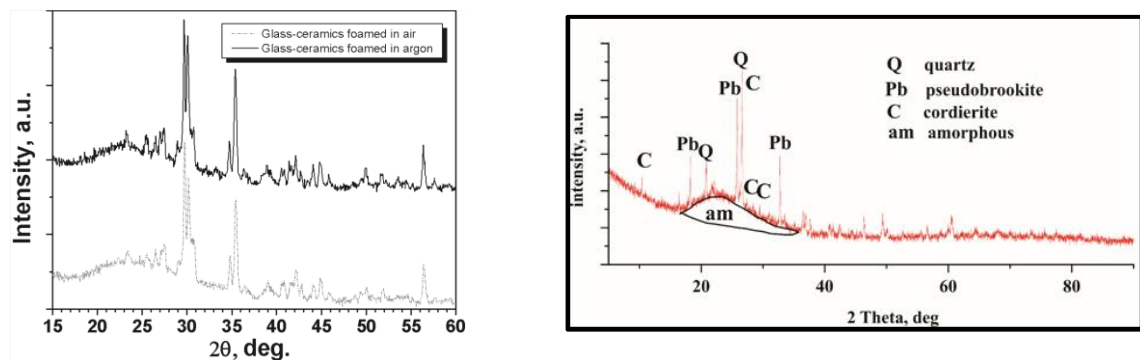 Intensity, a.u.
Glass-ceramics foamed in air
Glass-ceramics foamed in argon
15 20 25 30 35 40 45 50 55 60
2θ, deg.
intensity, a.u.
Q
C
Pb
Pb
Q
C
Pb
C C
am
Q quartz
Pb pseudobrookite
C cordierite
am amorphous
20 40 60 80
2 Theta, deg